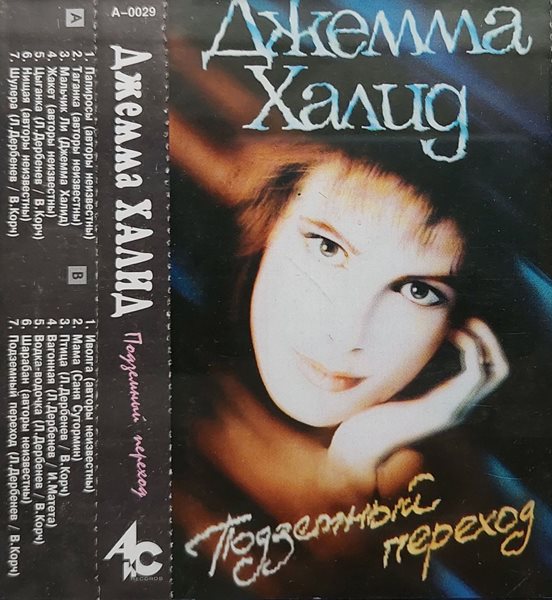 A-0029
A
1. Папиросы (авторы неизвестны)
2. Таганка (авторы неизвестны)
3. Мальчик Ли (Джемма Халид)
4. Жакет (авторы неизвестны)
5. Цыганка (Л.Дербенев / В.Корч)
6. Нищая (авторы неизвестны)
7. Шулера (Л.Дербенев / В.Корч)
B
1. Иволга (авторы неизвестны)
2. Мама (Саня Сутормин)
3. Птица (Л.Дербенев / В.Корч)
4. Вагонная (Л.Дербенев / И.Матета)
5. Водка-водочка (Л.Дербенев / В.Корч)
6. Шарабан (авторы неизвестны)
7. Подземный переход (Л.Дербенев / В.Корч)
Джемма ХАЛИД
Подземный переход
RECORDS
Джемма
Халид
Подземный
переход